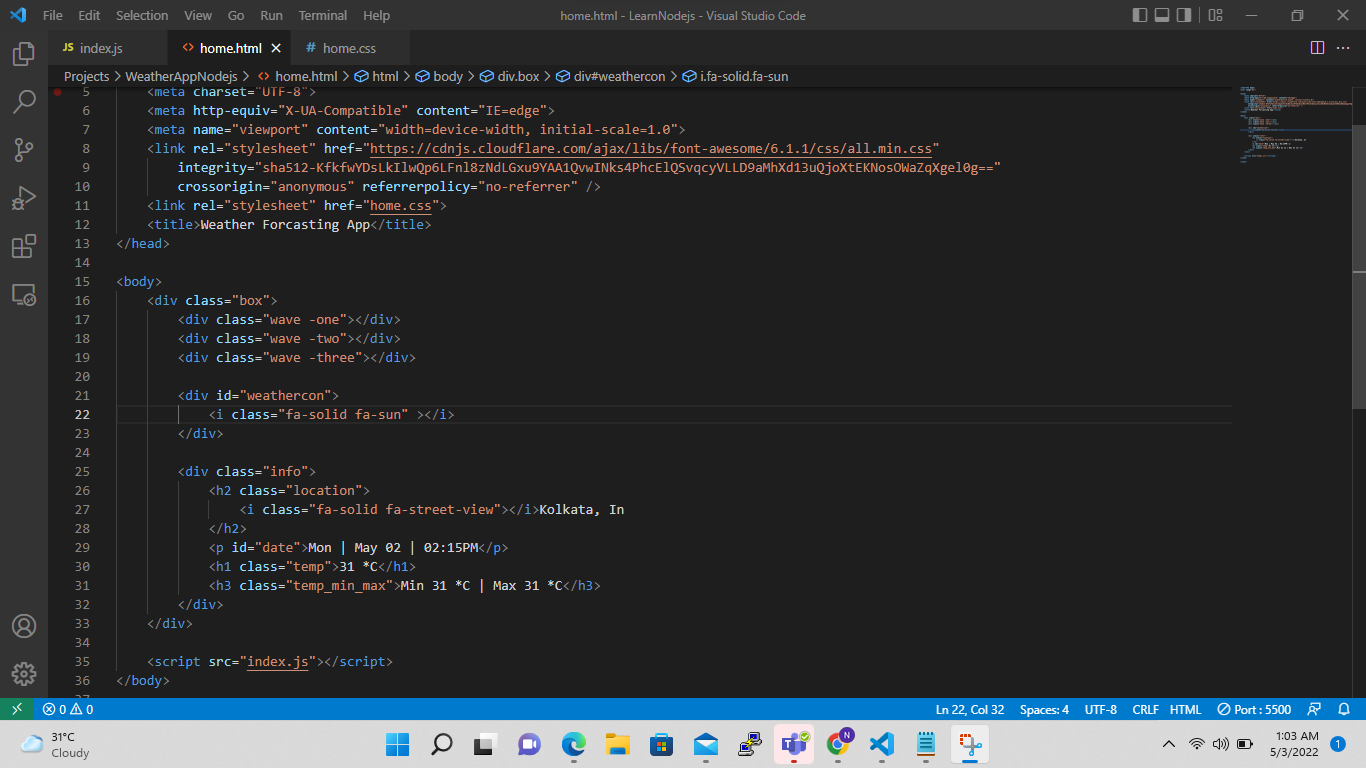 File Edit Selection View Go Run Terminal Help home.html - LearnNodejs - Visual Studio Code
JS index.js <> home.html # home.css
Projects > WeatherAppNodejs > <> home.html > html > body > div.box > div#weathercon > i.fa-solid.fa-sun
5 <meta charset="UTF-8">
6 <meta http-equiv="X-UA-Compatible" content="IE=edge">
7 <meta name="viewport" content="width=device-width, initial-scale=1.0">
8 <link rel="stylesheet" href="https://cdnjs.cloudflare.com/ajax/libs/font-awesome/6.1.1/css/all.min.css"
9 integrity="sha512-KfkfwYDsLkIlwQp6LFnl8zNdLGxu9YAA1QvwINks4PhcElQSvqcyVLLD9aMhXd13uQjoXtEKNosOWaZqXgel0g=="
10 crossorigin="anonymous" referrerpolicy="no-referrer" />
11 <link rel="stylesheet" href="home.css">
12 <title>Weather Forcasting App</title>
13 </head>
14
15 <body>
16 <div class="box">
17 <div class="wave -one"></div>
18 <div class="wave -two"></div>
19 <div class="wave -three"></div>
20
21 <div id="weathercon">
22 <i class="fa-solid fa-sun" ></i>
23 </div>
24
25 <div class="info">
26 <h2 class="location">
27 <i class="fa-solid fa-street-view"></i>Kolkata, In
28 </h2>
29 <p id="date">Mon | May 02 | 02:15PM</p>
30 <h1 class="temp">31 *C</h1>
31 <h3 class="temp_min_max">Min 31 *C | Max 31 *C</h3>
32 </div>
33 </div>
34
35 <script src="index.js"></script>
36 </body>
0 0 Ln 22, Col 32 Spaces: 4 UTF-8 CRLF HTML Port : 5500
31°C
Cloudy
N
1:03 AM
5/3/2022
1